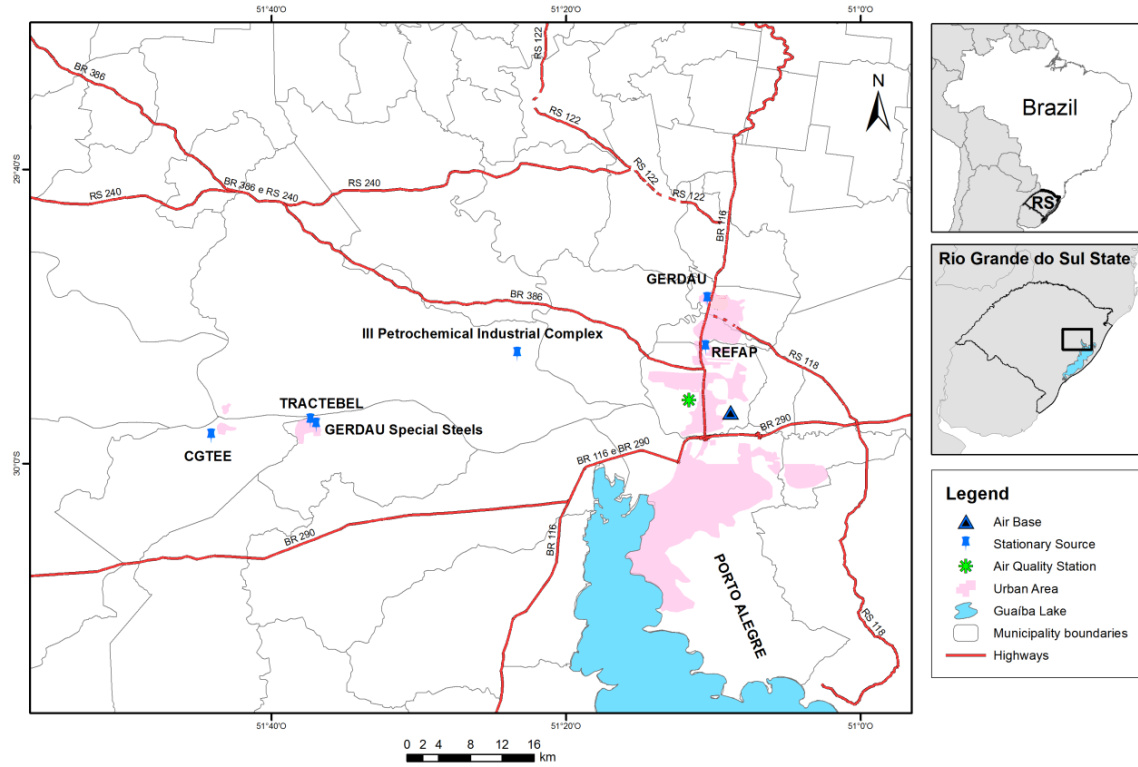 51°40'O
51°20'O
51°0'O
BR 386
RS 122
RS 122
N
29°40'S
RS 240
BR 386 e RS 240
RS 240
RS 122
RS 122
BR 116
GERDAU
BR 386
III Petrochemical Industrial Complex
REFAP
RS 118
TRACTEBEL
GERDAU Special Steels
CGTEE
BR 290
BR 116 e BR 290
30°0'S
BR 290
BR 116
PORTO ALEGRE
RS 118
51°40'O
51°20'O
51°0'O
0 2 4 8 12 16
km
Brazil
RS
Rio Grande do Sul State
Legend
Air Base
Stationary Source
Air Quality Station
Urban Area
Guaíba Lake
Municipality boundaries
Highways